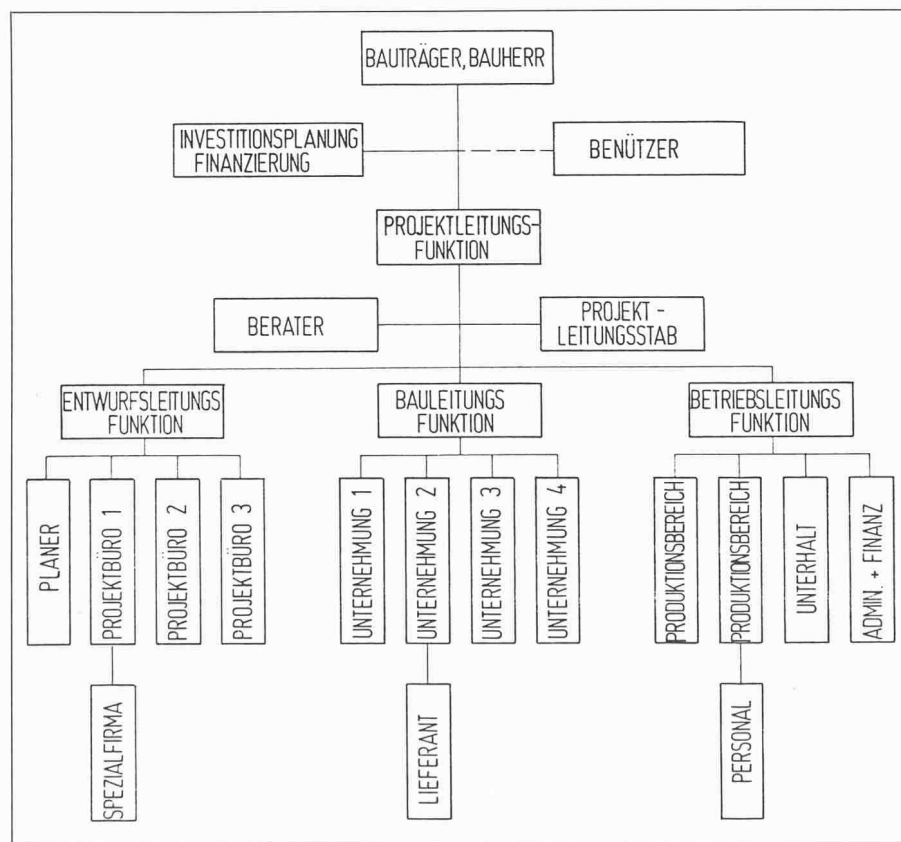 BAUTRÄGER, BAUHERR
INVESTITIONSPLANUNG
FINANZIERUNG
BENÜTZER
PROJEKTLEITUNGS-
FUNKTION
BERATER
PROJEKT-
LEITUNGSSTAB
ENTWURFSLEITUNGS
FUNKTION
BAULEITUNGS
FUNKTION
BETRIEBSLEITUNGS
FUNKTION
PLANER
PROJEKTBÜRO 1
PROJEKTBÜRO 2
PROJEKTBÜRO 3
UNTERNEHMUNG 1
UNTERNEHMUNG 2
UNTERNEHMUNG 3
UNTERNEHMUNG 4
PRODUKTIONSBEREICH
PRODUKTIONSBEREICH
UNTERHALT
ADMIN. + FINANZ
SPEZIALFIRMA
LIEFERANT
PERSONAL